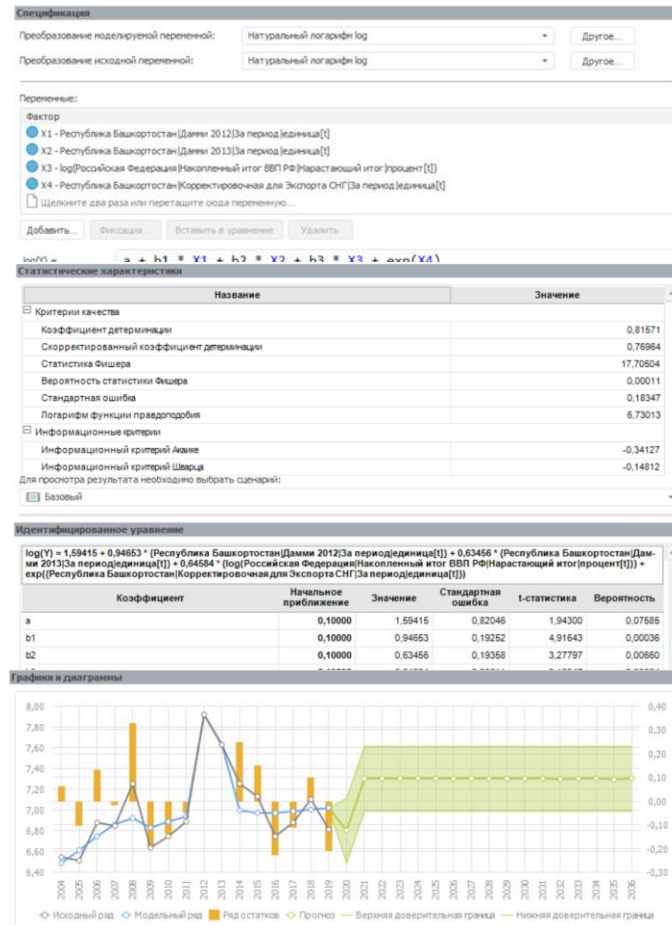 Спецификация
Преобразование моделируемой переменной: Натуральный логарифм log Другое...
Преобразование исходной переменной: Натуральный логарифм log Другое...
Переменные:
Фактор
X1 - Республика Башкортостан|Дамми 2012|За период|единица[t]
X2 - Республика Башкортостан|Дамми 2013|За период|единица[t]
X3 - log(Российская Федерация|Накопленный итог ВВП РФ|Нарастающий итог|процент[t])
X4 - Республика Башкортостан|Корректировочная для Экспорта СНГ|За период|единица[t]
Щелкните два раза или перетащите сюда переменную...
Добавить... Фиксация... Вставить в уравнение Удалить
log(Y) = a + b1 * X1 + b2 * X2 + b3 * X3 + exp(X4)
Статистические характеристики
Название Значение
Критерии качества
Коэффициент детерминации 0,81571
Скорректированный коэффициент детерминации 0,76964
Статистика Фишера 17,70504
Вероятность статистики Фишера 0,00011
Стандартная ошибка 0,18347
Логарифм функции правдоподобия 6,73013
Информационные критерии
Информационный критерий Акаике -0,34127
Информационный критерий Шварца -0,14812
Для просмотра результата необходимо выбрать сценарий:
Базовый
Идентифицированное уравнение
log(Y) = 1,59415 + 0,94653 * {Республика Башкортостан|Дамми 2012|За период|единица[t]} + 0,63456 * {Республика Башкортостан|Дам-
ми 2013|За период|единица[t]} + 0,64584 * (log(Российская Федерация|Накопленный итог ВВП РФ|Нарастающий итог|процент[t])) +
exp({Республика Башкортостан|Корректировочная для Экспорта СНГ|За период|единица[t]})
Коэффициент Начальное приближение Значение Стандартная ошибка t-статистика Вероятность
a 0,10000 1,59415 0,82046 1,94300 0,07585
b1 0,10000 0,94653 0,19252 4,91643 0,00036
b2 0,10000 0,63456 0,19358 3,27797 0,00660
Графики и диаграммы
8,00 0,40
7,80 0,30
7,60 0,20
7,40 0,10
7,20 0,00
7,00 -0,10
6,80 -0,20
6,60 -0,30
6,40
2004 2005 2006 2007 2008 2009 2010 2011 2012 2013 2014 2015 2016 2017 2018 2019 2020 2021 2022 2023 2024 2025 2026 2027 2028 2029 2030 2031 2032 2033 2034 2035 2036
Исходный ряд Модельный ряд Ряд остатков Прогноз Верхняя доверительная граница Нижняя доверительная граница